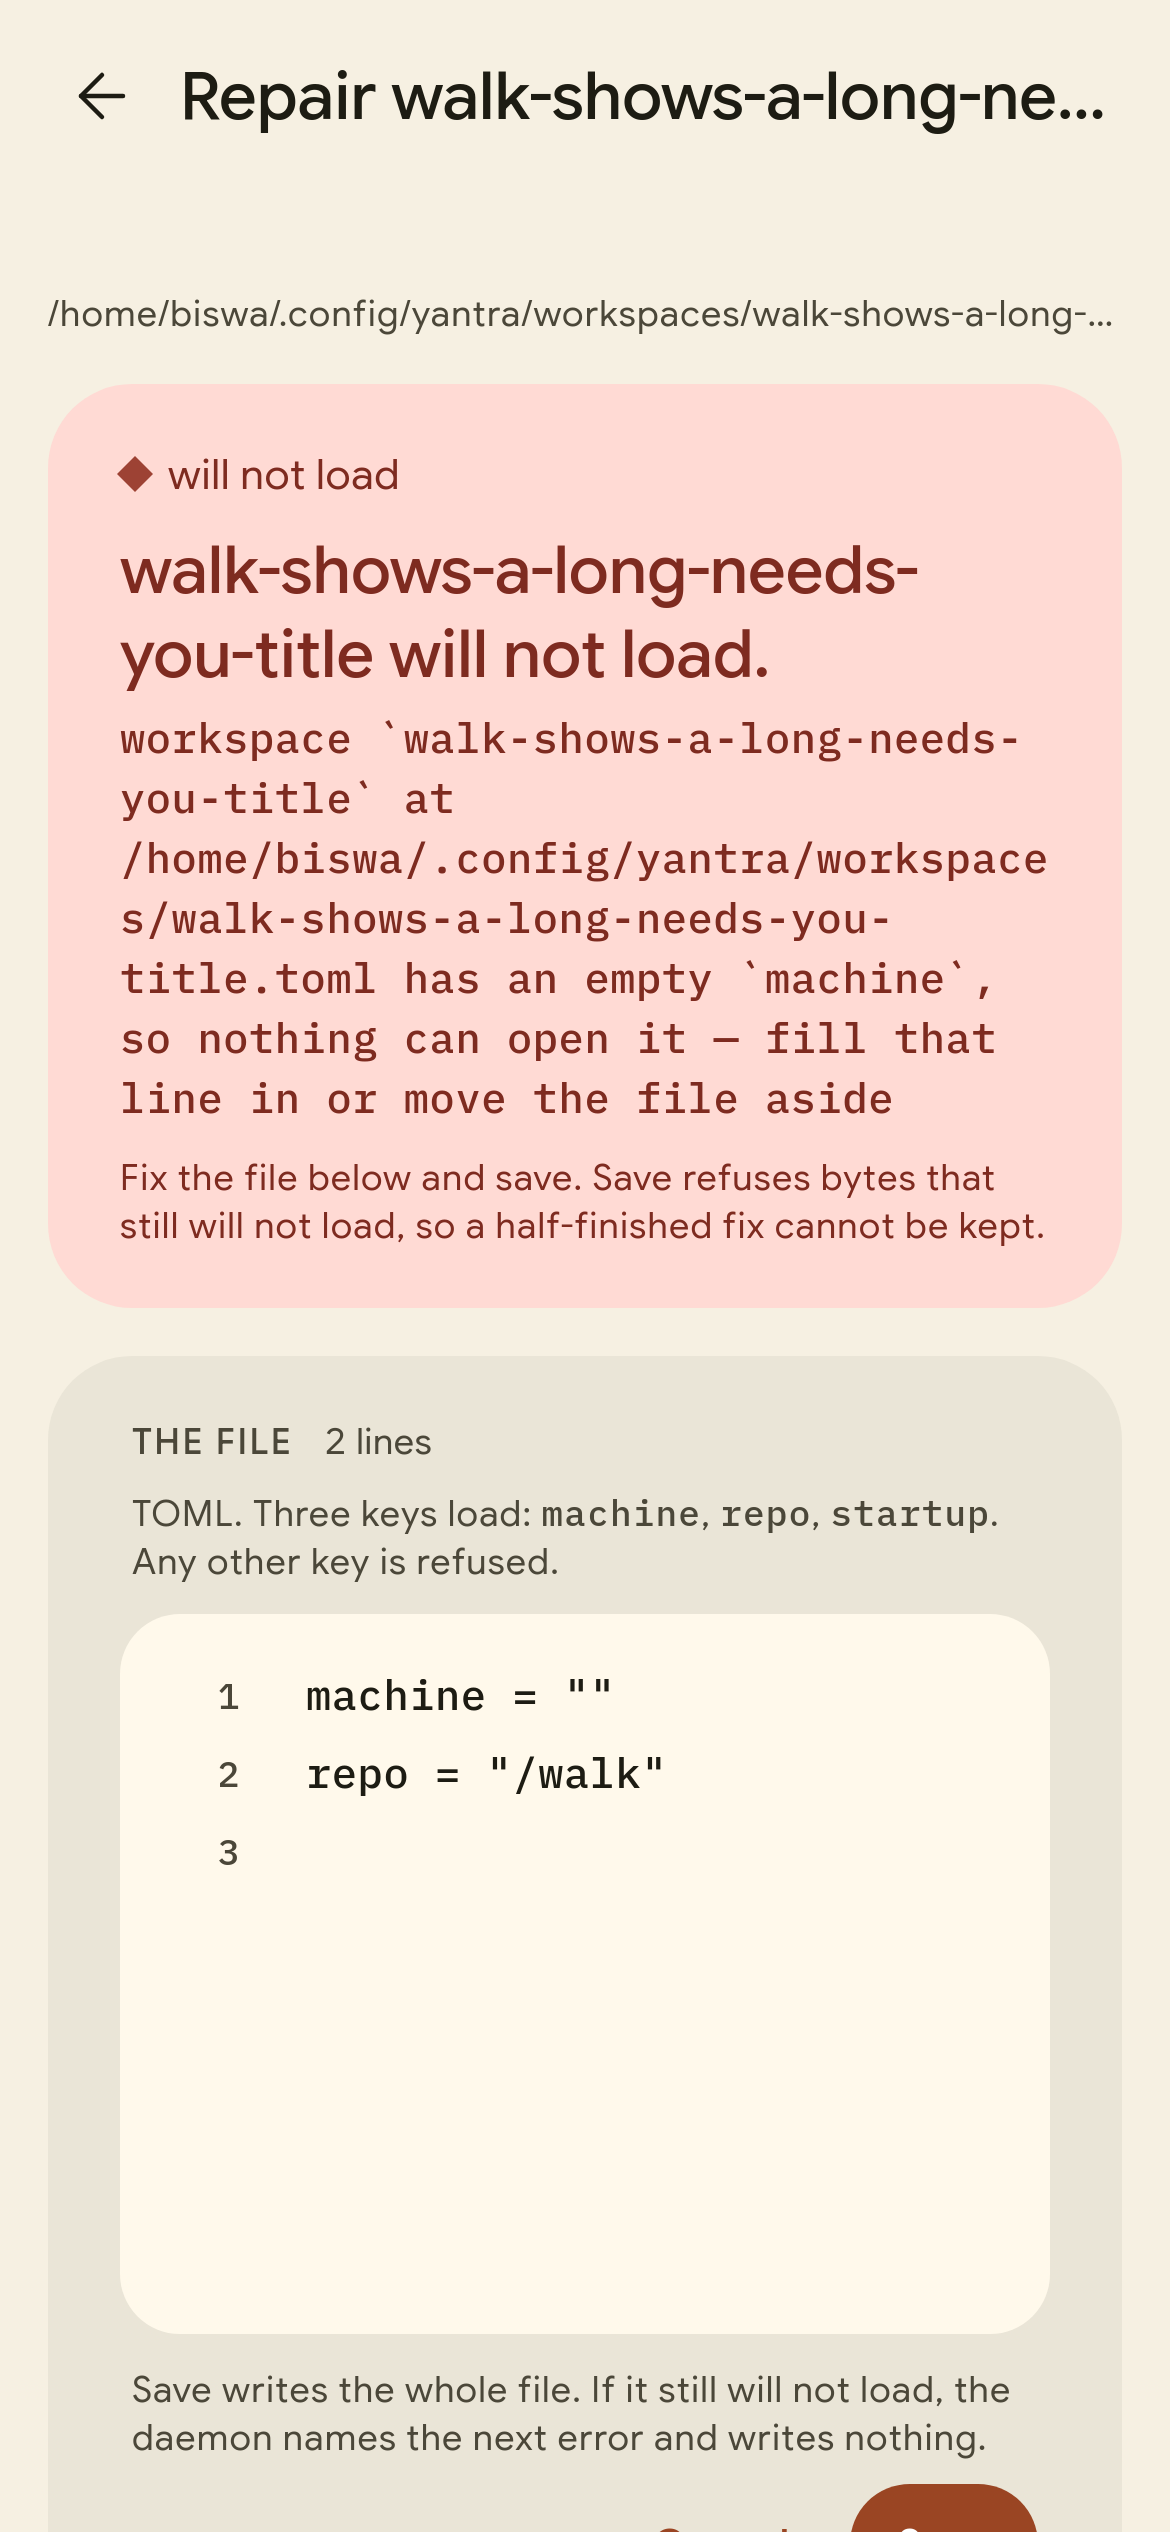 Repair walk-shows-a-long-ne...
/home/biswa/.config/yantra/workspaces/walk-shows-a-long-...
will not load
walk-shows-a-long-needs-
you-title will not load.
workspace `walk-shows-a-long-needs-
you-title` at
/home/biswa/.config/yantra/workspace
s/walk-shows-a-long-needs-you-
title.toml has an empty `machine`,
so nothing can open it — fill that
line in or move the file aside
Fix the file below and save. Save refuses bytes that
still will not load, so a half-finished fix cannot be kept.
THE FILE 2 lines
TOML. Three keys load: machine, repo, startup.
Any other key is refused.
1 machine = ""
2 repo = "/walk"
3
Save writes the whole file. If it still will not load, the
daemon names the next error and writes nothing.